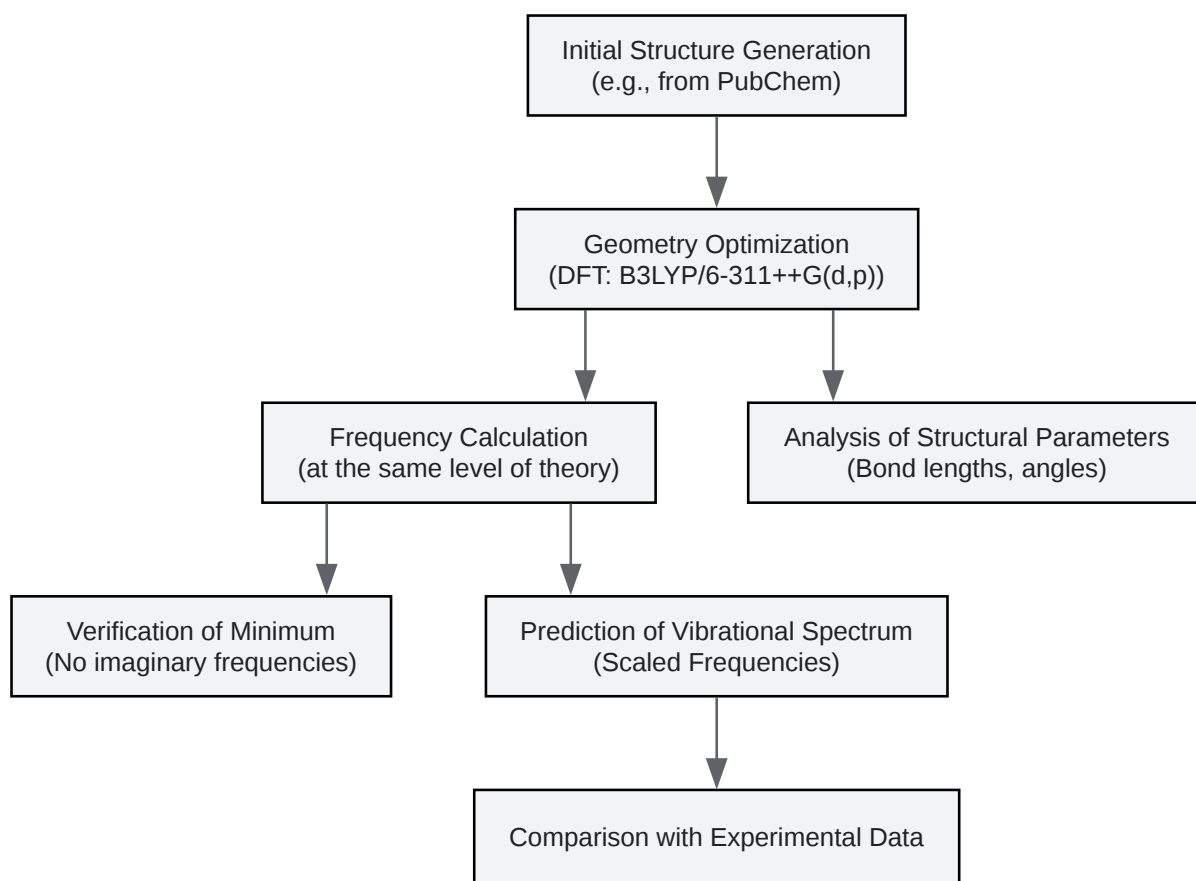 Initial Structure Generation
(e.g., from PubChem)
Geometry Optimization
(DFT: B3LYP/6-311++G(d,p))
Frequency Calculation
(at the same level of theory)
Analysis of Structural Parameters
(Bond lengths, angles)
Verification of Minimum
(No imaginary frequencies)
Prediction of Vibrational Spectrum
(Scaled Frequencies)
Comparison with Experimental Data